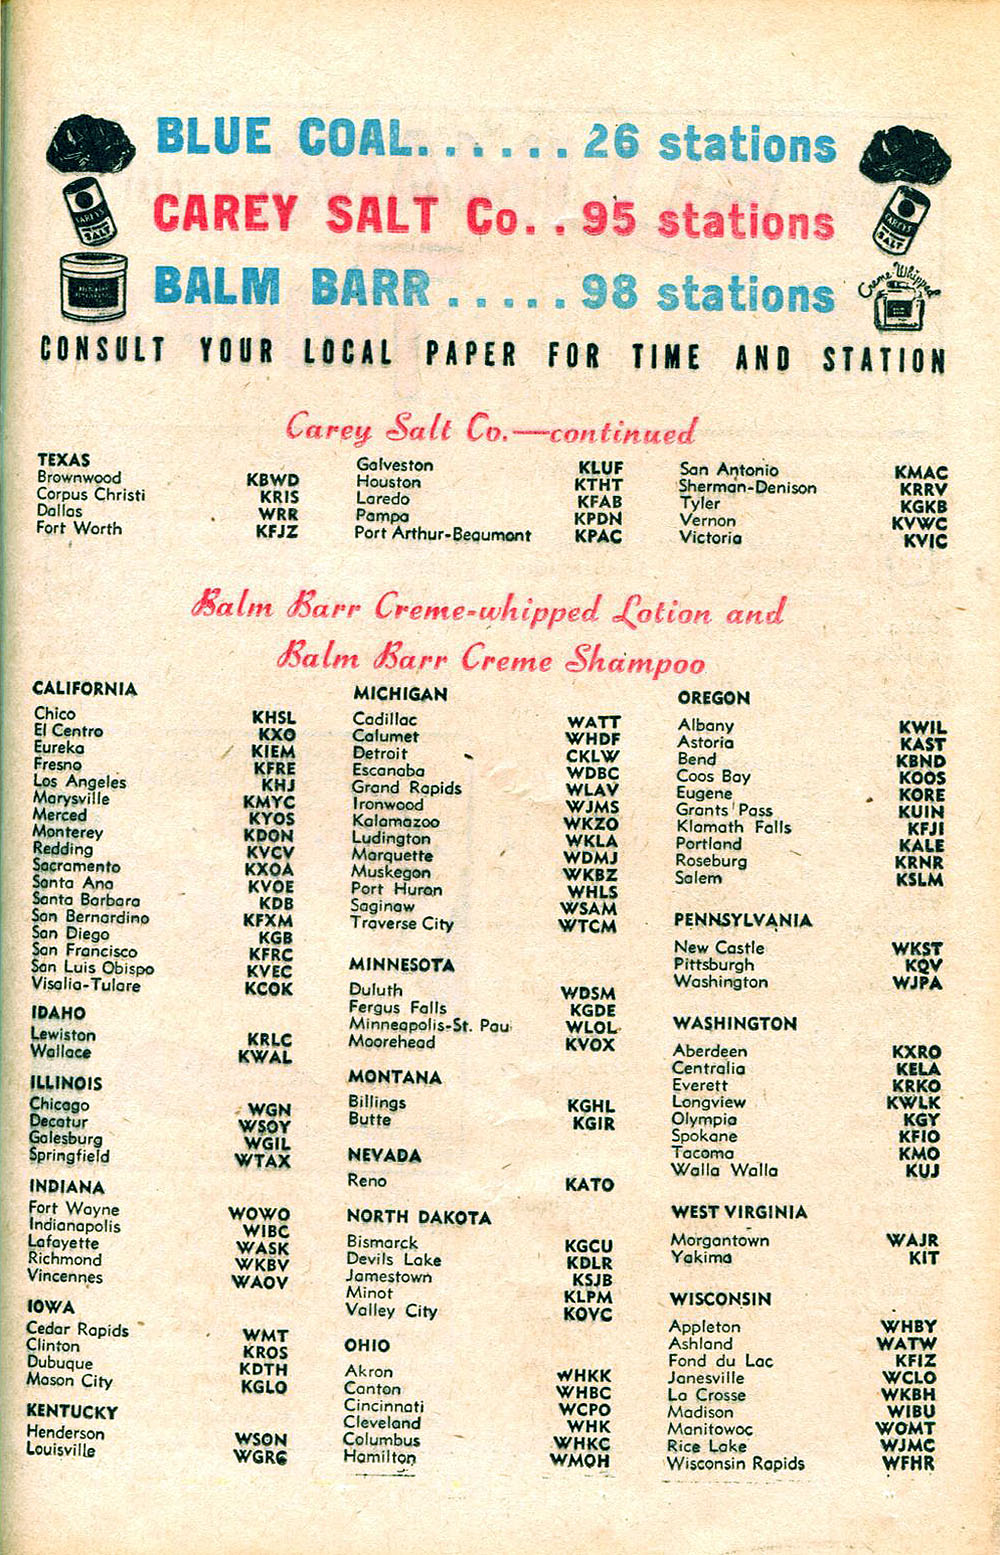 BLUE COAL......26 stations
CAREY SALT Co..95 stations
BALM BARR.....98 stations
CAREY'S SALT
Creme Whipped
CONSULT YOUR LOCAL PAPER FOR TIME AND STATION
Carey Salt Co.—continued
TEXAS
Brownwood KBWD
Corpus Christi KRIS
Dallas WRR
Fort Worth KFJZ
Galveston KLUF
Houston KTHT
Laredo KFAB
Pampa KPDN
Port Arthur-Beaumont KPAC
San Antonio KMAC
Sherman-Denison KRRV
Tyler KGKB
Vernon KVWC
Victoria KVIC
Balm Barr Creme-whipped Lotion and
Balm Barr Creme Shampoo
CALIFORNIA
Chico KHSL
El Centro KXO
Eureka KIEM
Fresno KFRE
Los Angeles KHJ
Marysville KMYC
Merced KYOS
Monterey KDON
Redding KVCV
Sacramento KXOA
Santa Ana KVOE
Santa Barbara KDB
San Bernardino KFXM
San Diego KGB
San Francisco KFRC
San Luis Obispo KVEC
Visalia-Tulare KCOK
IDAHO
Lewiston KRLC
Wallace KWAL
ILLINOIS
Chicago WGN
Decatur WSOY
Galesburg WGIL
Springfield WTAX
INDIANA
Fort Wayne WOWO
Indianapolis WIBC
Lafayette WASK
Richmond WKBV
Vincennes WAOV
IOWA
Cedar Rapids WMT
Clinton KROS
Dubuque KDTH
Mason City KGLO
KENTUCKY
Henderson WSON
Louisville WGRC
MICHIGAN
Cadillac WATT
Calumet WHDF
Detroit CKLW
Escanaba WDBC
Grand Rapids WLAV
Ironwood WJMS
Kalamazoo WKZO
Ludington WKLA
Marquette WDMJ
Muskegon WKBZ
Port Huron WHLS
Saginaw WSAM
Traverse City WTCM
MINNESOTA
Duluth WDSM
Fergus Falls KGDE
Minneapolis-St. Paul WLOL
Moorehead KVOX
MONTANA
Billings KGHL
Butte KGIR
NEVADA
Reno KATO
NORTH DAKOTA
Bismarck KGCU
Devils Lake KDLR
Jamestown KSJB
Minot KLPM
Valley City KOVC
OHIO
Akron WHKK
Canton WHBC
Cincinnati WCPO
Cleveland WHK
Columbus WHKC
Hamilton WMOH
OREGON
Albany KWIL
Astoria KAST
Bend KBND
Coos Bay KOOS
Eugene KORE
Grants Pass KUIN
Klamath Falls KFJI
Portland KALE
Roseburg KRNR
Salem KSLM
PENNSYLVANIA
New Castle WKST
Pittsburgh KQV
Washington WJPA
WASHINGTON
Aberdeen KXRO
Centralia KELA
Everett KRKO
Longview KWLK
Olympia KGY
Spokane KFIO
Tacoma KMO
Walla Walla KUJ
WEST VIRGINIA
Morgantown WAJR
Yakima KIT
WISCONSIN
Appleton WHBY
Ashland WATW
Fond du Lac KFIZ
Janesville WCLO
La Crosse WKBH
Madison WIBU
Manitowoc WOMT
Rice Lake WJMC
Wisconsin Rapids WFHR